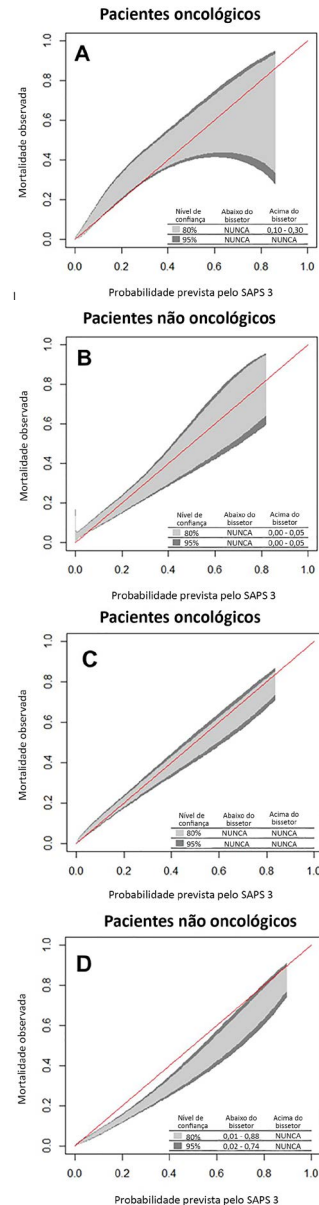 Pacientes oncológicos
A
Mortalidade observada
1.0
0.8
0.6
0.4
0.2
0.0
Nível de confiança Abaixo do bissetor Acima do bissetor
80% NUNCA 0,10 - 0,30
95% NUNCA NUNCA
0.0 0.2 0.4 0.6 0.8 1.0
Probabilidade prevista pelo SAPS 3
Pacientes não oncológicos
B
Mortalidade observada
1.0
0.8
0.6
0.4
0.2
0.0
Nível de confiança Abaixo do bissetor Acima do bissetor
80% NUNCA 0,00 - 0,05
95% NUNCA 0,00 - 0,05
0.0 0.2 0.4 0.6 0.8 1.0
Probabilidade prevista pelo SAPS 3
Pacientes oncológicos
C
Mortalidade observada
1.0
0.8
0.6
0.4
0.2
0.0
Nível de confiança Abaixo do bissetor Acima do bissetor
80% NUNCA NUNCA
95% NUNCA NUNCA
0.0 0.2 0.4 0.6 0.8 1.0
Probabilidade prevista pelo SAPS 3
Pacientes não oncológicos
D
Mortalidade observada
1.0
0.8
0.6
0.4
0.2
0.0
Nível de confiança Abaixo do bissetor Acima do bissetor
80% 0,01 - 0,88 NUNCA
95% 0,02 - 0,74 NUNCA
0.0 0.2 0.4 0.6 0.8 1.0
Probabilidade prevista pelo SAPS 3